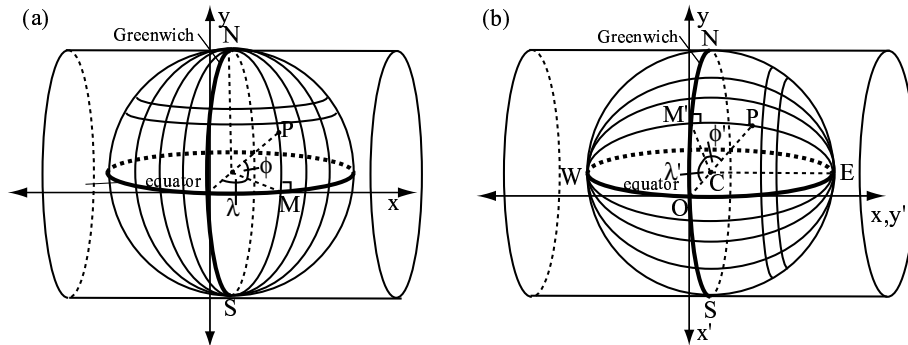 (a)
y
Greenwich
N
P
ϕ
equator
λ
M
x
S
(b)
y
Greenwich
N
M'
ϕ'
P
W
λ'
equator
C
E
O
x,y'
S
x'